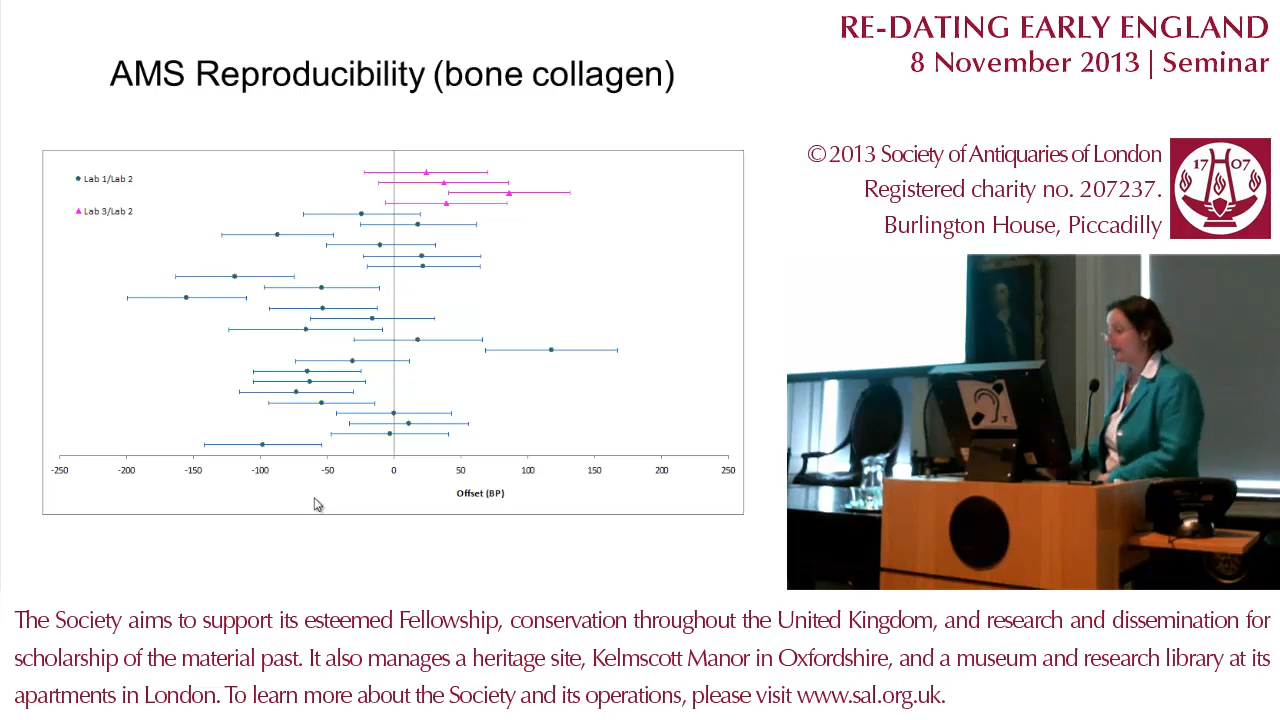 RE-DATING EARLY ENGLAND
8 November 2013 | Seminar
AMS Reproducibility (bone collagen)
© 2013 Society of Antiquaries of London
Registered charity no. 207237.
Burlington House, Piccadilly
17 07
Lab 1/Lab 2
Lab 3/Lab 2
-250 -200 -150 -100 -50 0 50 100 150 200 250
Offset (BP)
T
The Society aims to support its esteemed Fellowship, conservation throughout the United Kingdom, and research and dissemination for
scholarship of the material past. It also manages a heritage site, Kelmscott Manor in Oxfordshire, and a museum and research library at its
apartments in London. To learn more about the Society and its operations, please visit www.sal.org.uk.